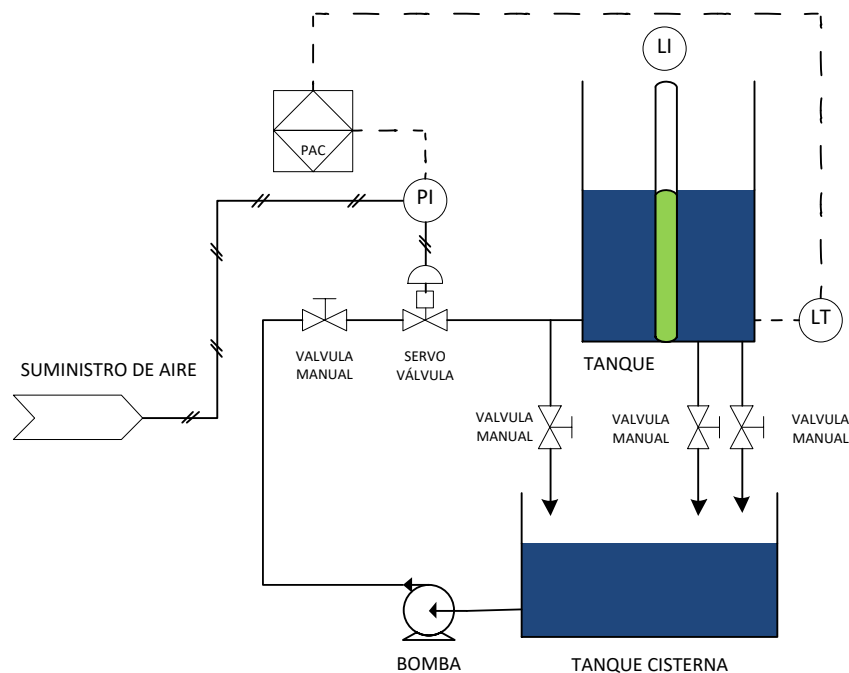 LI
PAC
PI
LT
VALVULA
MANUAL
SERVO
VÁLVULA
TANQUE
SUMINISTRO DE AIRE
VALVULA
MANUAL
VALVULA
MANUAL
VALVULA
MANUAL
BOMBA
TANQUE CISTERNA